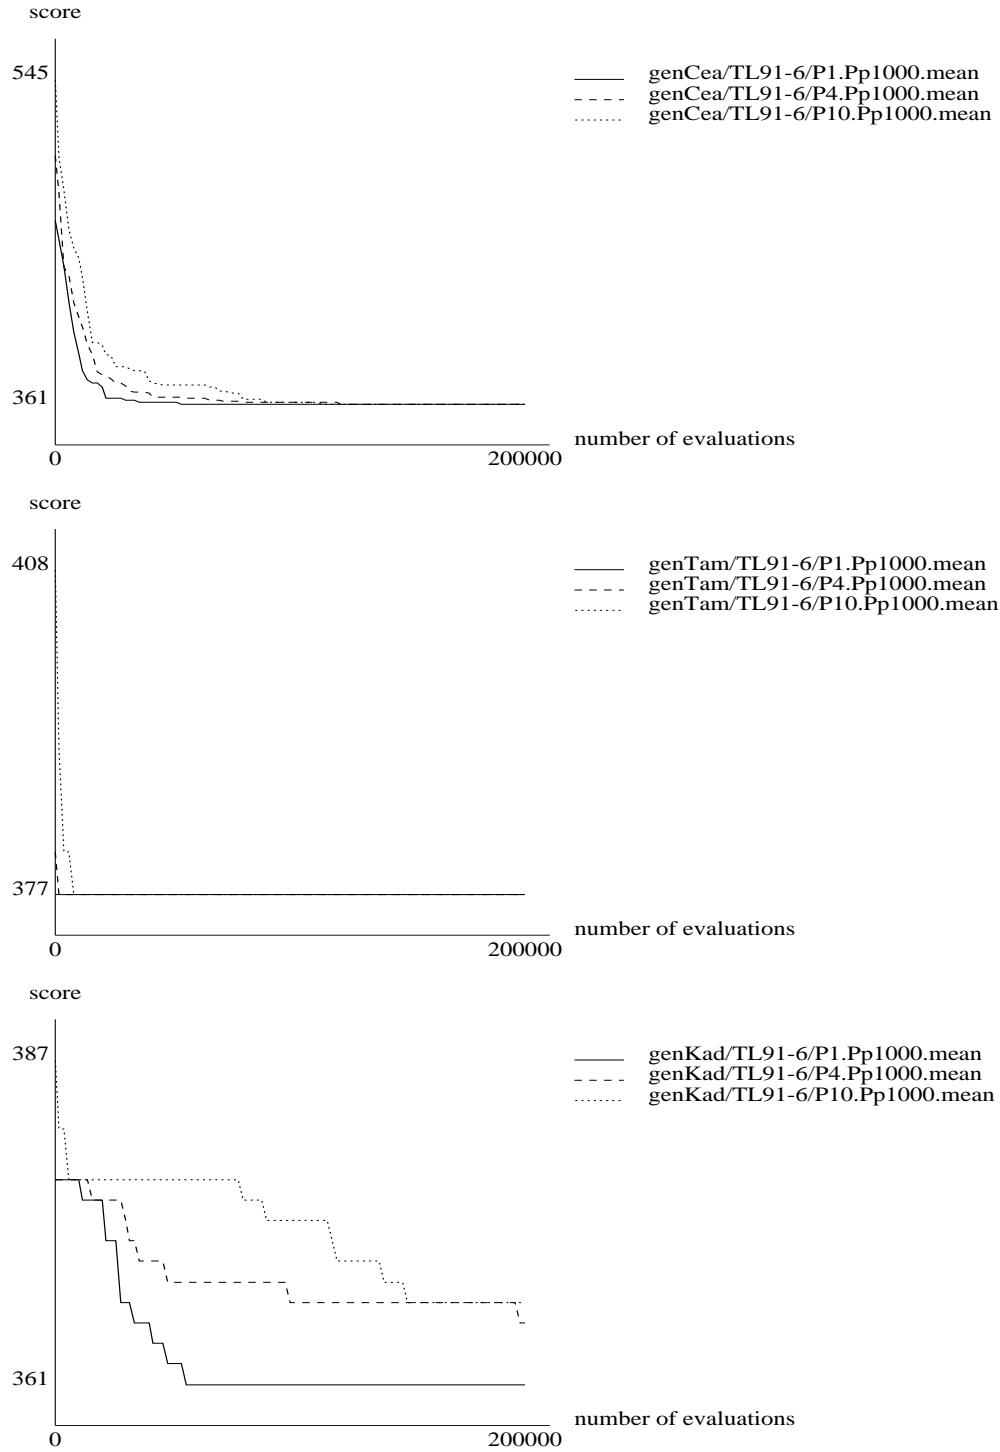 score
545
genCea/TL91-6/P1.Pp1000.mean
genCea/TL91-6/P4.Pp1000.mean
genCea/TL91-6/P10.Pp1000.mean
361
number of evaluations
0 200000
score
408
genTam/TL91-6/P1.Pp1000.mean
genTam/TL91-6/P4.Pp1000.mean
genTam/TL91-6/P10.Pp1000.mean
377
number of evaluations
0 200000
score
387
genKad/TL91-6/P1.Pp1000.mean
genKad/TL91-6/P4.Pp1000.mean
genKad/TL91-6/P10.Pp1000.mean
361
number of evaluations
0 200000